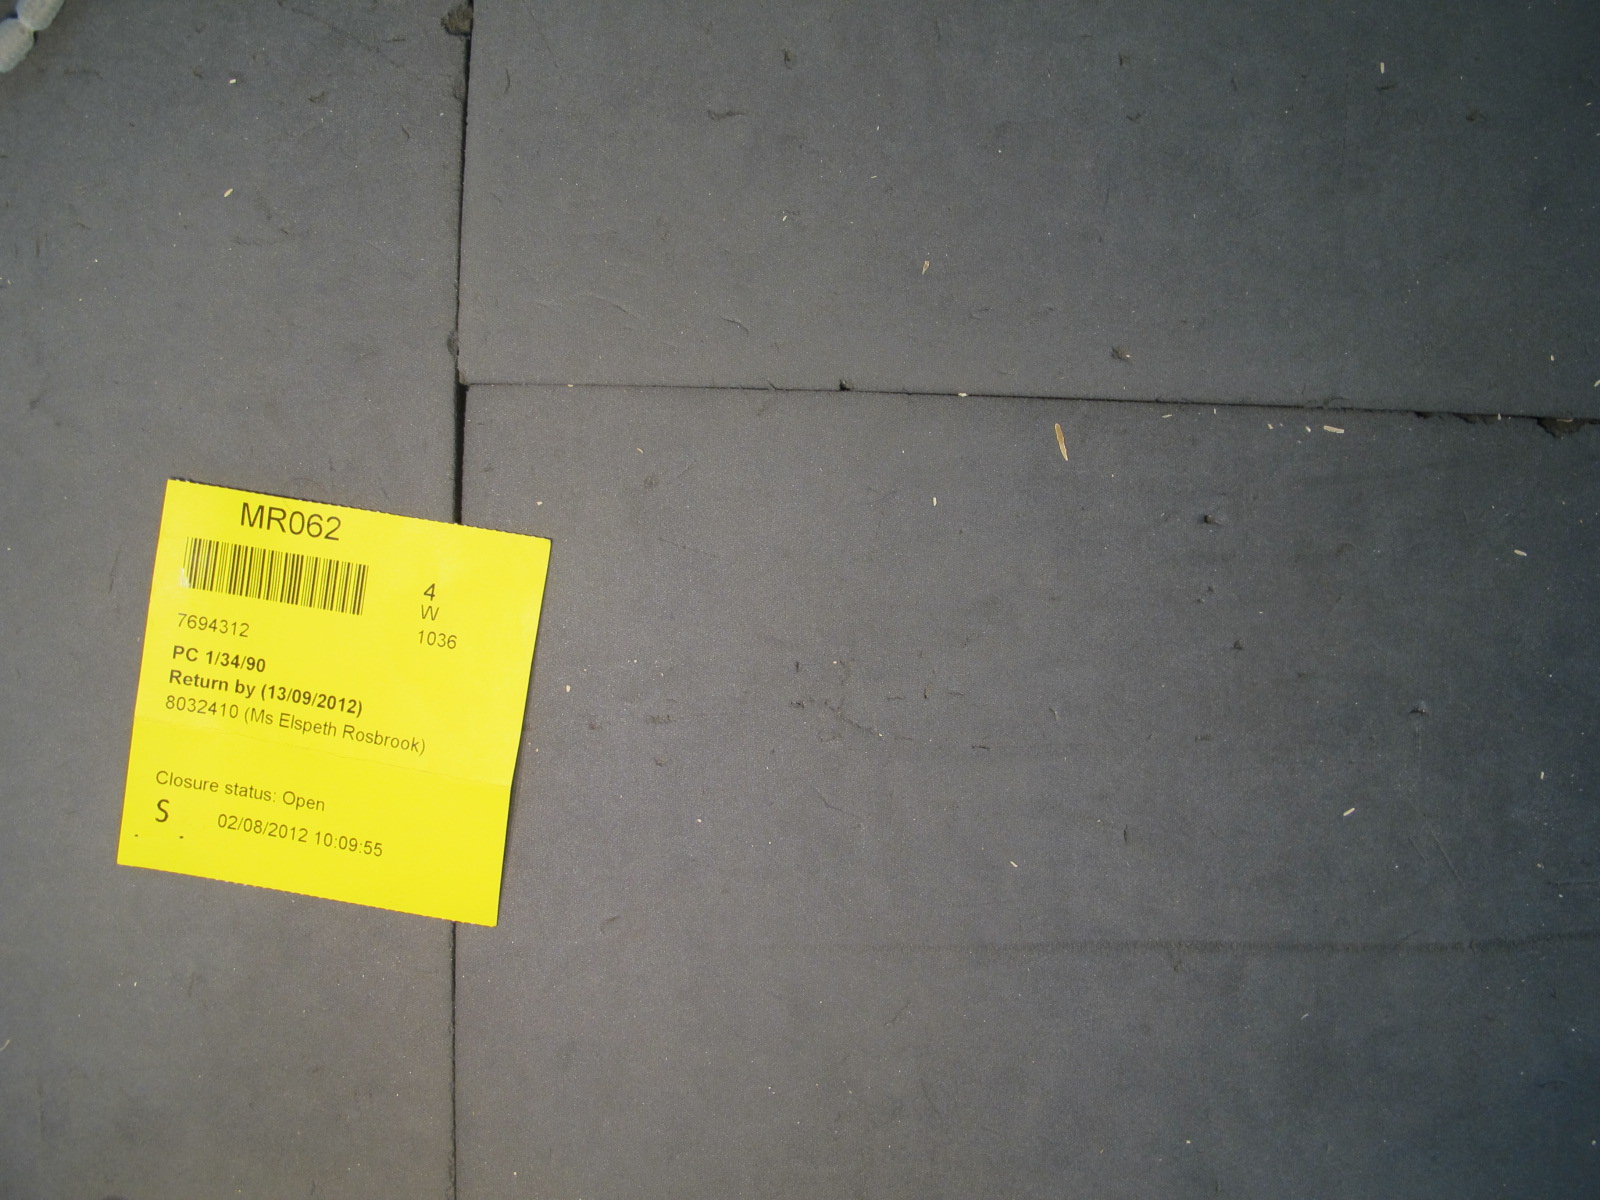 MR062
4
W
1036
7694312
PC 1/34/90
Return by (13/09/2012)
8032410 (Ms Elspeth Rosbrook)
Closure status: Open
S 02/08/2012 10:09:55